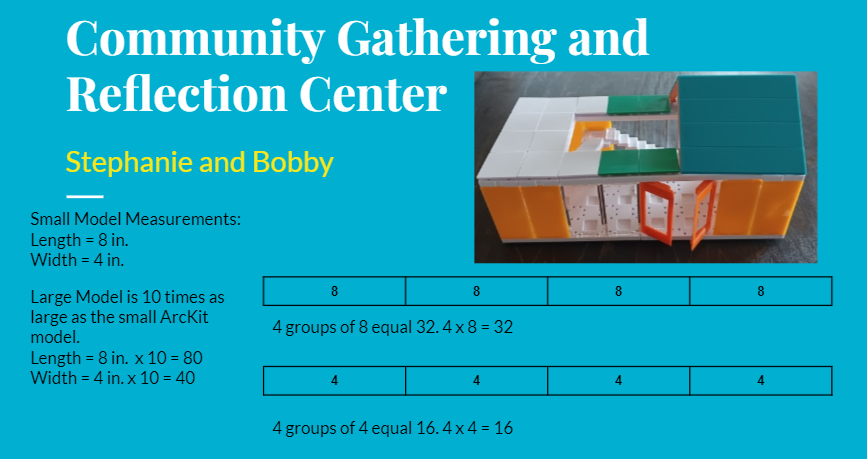 Community Gathering and
Reflection Center
Stephanie and Bobby
Small Model Measurements:
Length = 8 in.
Width = 4 in.
Large Model is 10 times as
large as the small ArcKit
model.
Length = 8 in. x 10 = 80
Width = 4 in. x 10 = 40
8 8 8 8
4 groups of 8 equal 32. 4 x 8 = 32
4 4 4 4
4 groups of 4 equal 16. 4 x 4 = 16